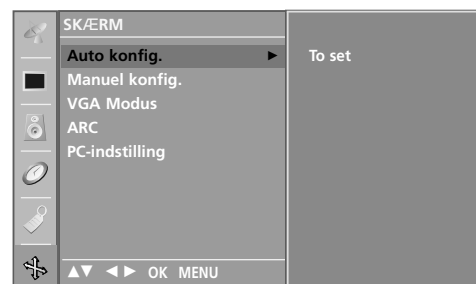 SKÆRM
Auto konfig. ▶ To set
Manuel konfig.
VGA Modus
ARC
PC-indstilling
▲▼ ◀▶ OK MENU